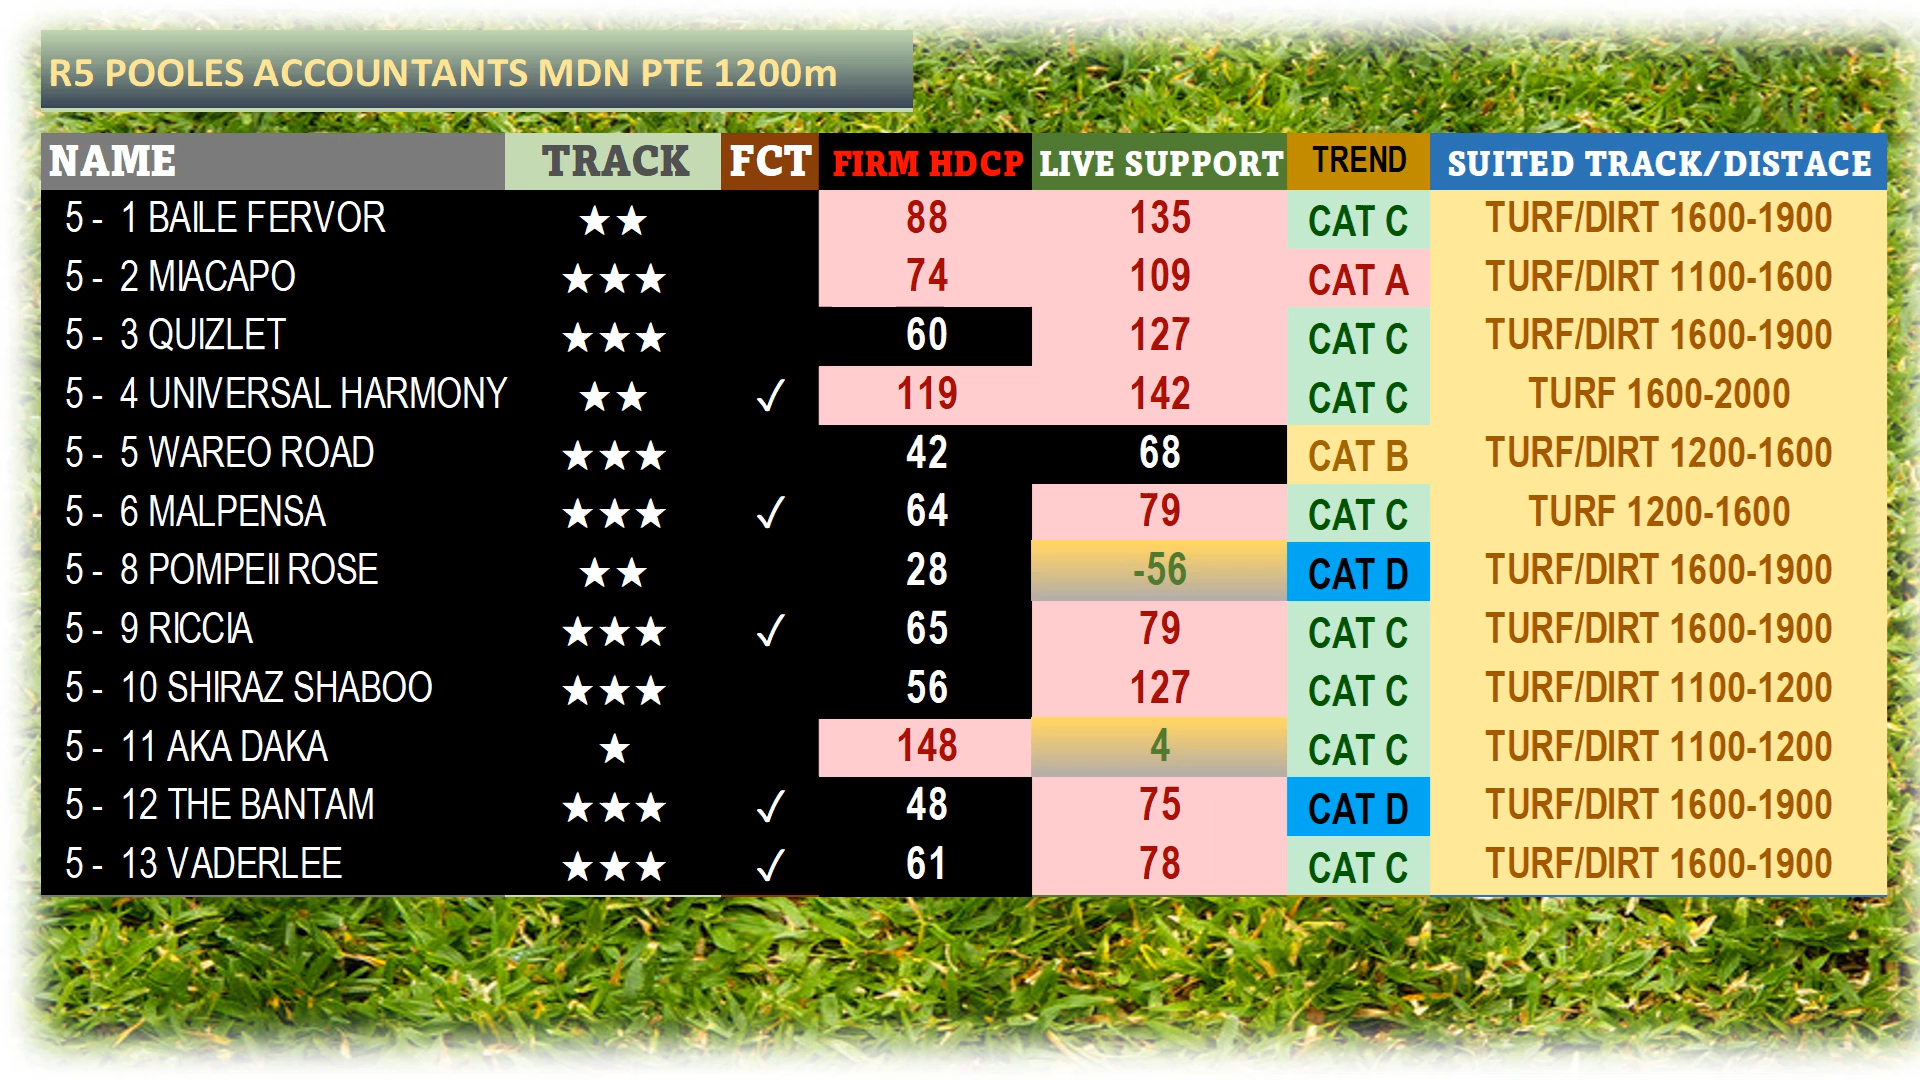 R5 POOLES ACCOUNTANTS MDN PTE 1200m
NAME TRACK FCT FIRM HDCP LIVE SUPPORT TREND SUITED TRACK/DISTACE
5 - 1 BAILE FERVOR ★★ 88 135 CAT C TURF/DIRT 1600-1900
5 - 2 MIACAPO ★★★ 74 109 CAT A TURF/DIRT 1100-1600
5 - 3 QUIZLET ★★★ 60 127 CAT C TURF/DIRT 1600-1900
5 - 4 UNIVERSAL HARMONY ★★ ✓ 119 142 CAT C TURF 1600-2000
5 - 5 WAREO ROAD ★★★ 42 68 CAT B TURF/DIRT 1200-1600
5 - 6 MALPENSA ★★★ ✓ 64 79 CAT C TURF 1200-1600
5 - 8 POMPEII ROSE ★★ 28 -56 CAT D TURF/DIRT 1600-1900
5 - 9 RICCIA ★★★ ✓ 65 79 CAT C TURF/DIRT 1600-1900
5 - 10 SHIRAZ SHABOO ★★★ 56 127 CAT C TURF/DIRT 1100-1200
5 - 11 AKA DAKA ★ 148 4 CAT C TURF/DIRT 1100-1200
5 - 12 THE BANTAM ★★★ ✓ 48 75 CAT D TURF/DIRT 1600-1900
5 - 13 VADERLEE ★★★ ✓ 61 78 CAT C TURF/DIRT 1600-1900